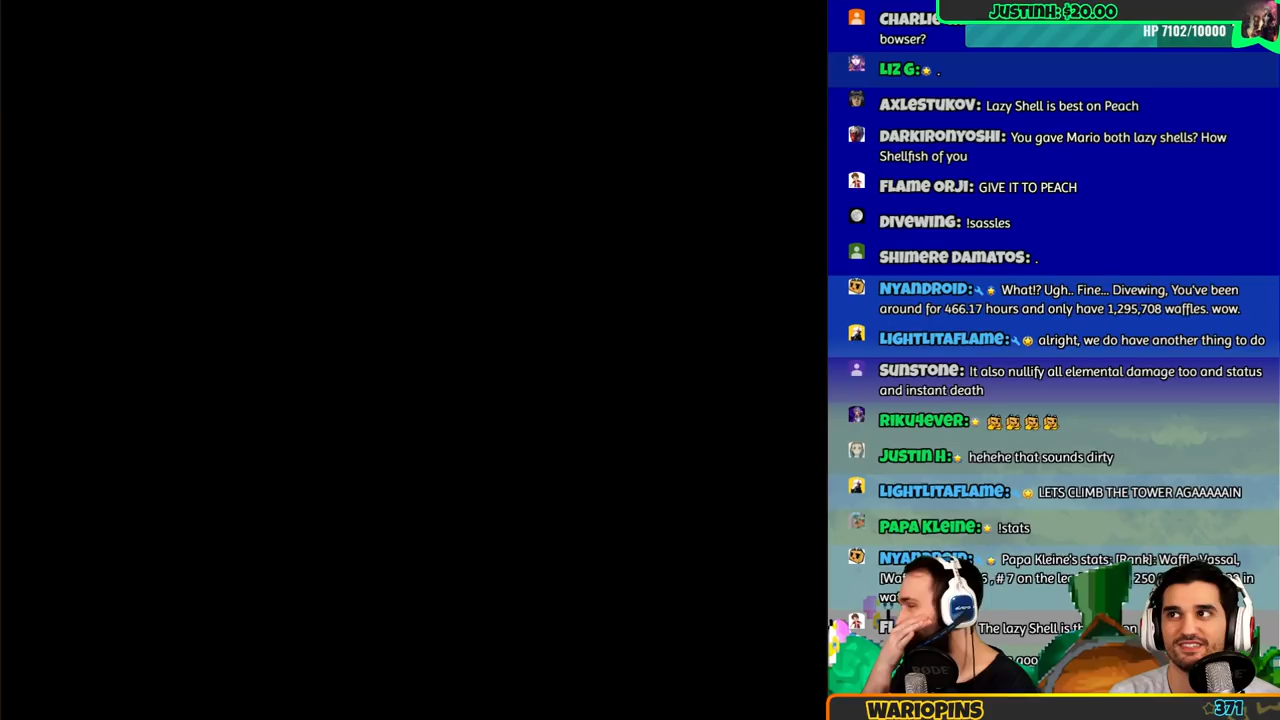 JUSTINH: $20.00
HP 7102/10000
CHARLIE
bowser?
LIZ G: .
AXLESTUKOV: Lazy Shell is best on Peach
DARKIRONYOSHI: You gave Mario both lazy shells? How
Shellfish of you
FLAME ORJI: GIVE IT TO PEACH
DIVEWING: !sassles
SHIMERE DAMATOS: .
NYANDROID: What!? Ugh.. Fine... Divewing, You've been
around for 466.17 hours and only have 1,295,708 waffles. wow.
LIGHTLITAFLAME: alright, we do have another thing to do
SUNSTONE: It also nullify all elemental damage too and status
and instant death
RIKU4EVER:
JUSTIN H: hehehe that sounds dirty
LIGHTLITAFLAME: LETS CLIMB THE TOWER AGAAAAAIN
PAPA KLEINE: !stats
NYANDROID: Papa Kleine's stats: [Rank]: Waffle Vassal,
# 7 on the 250 in
The lazy Shell is
RODE
WARIOPINS 371